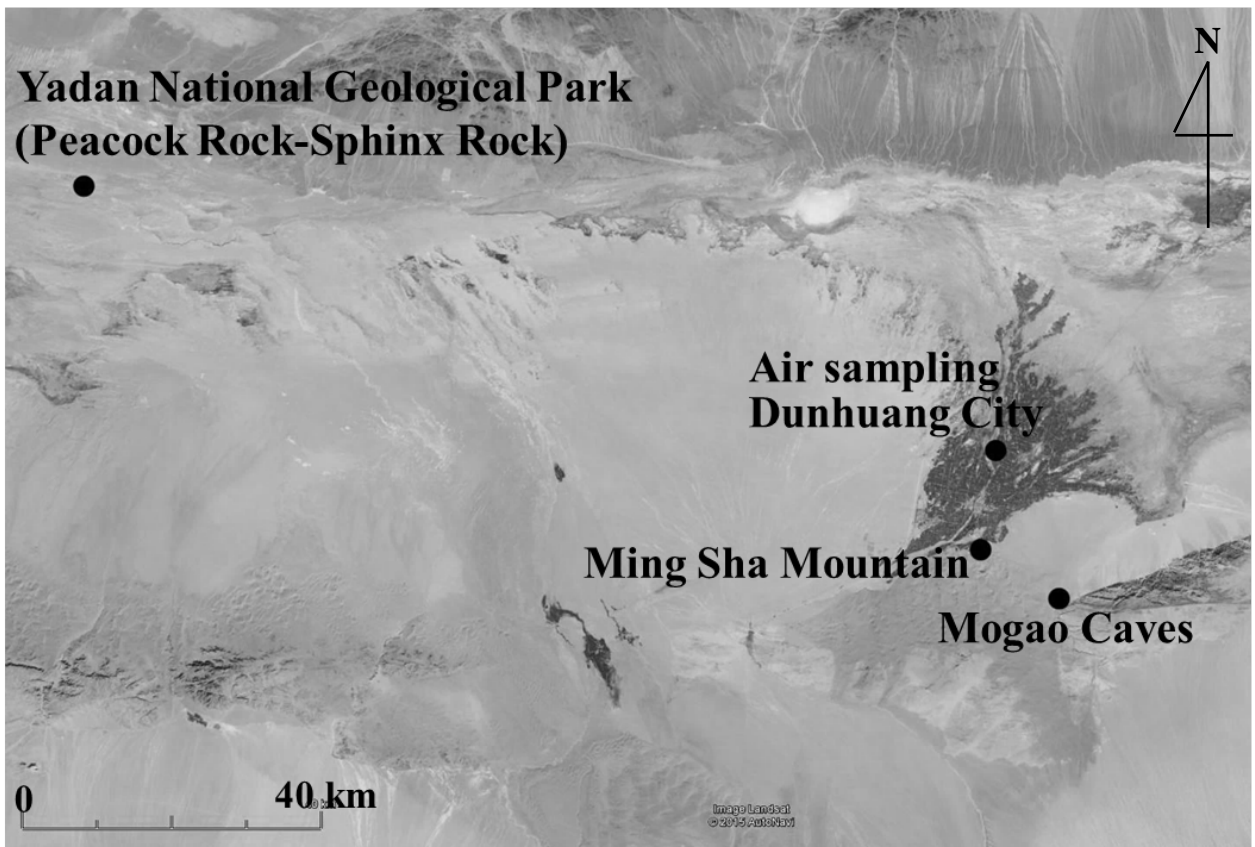 N
Yadan National Geological Park
(Peacock Rock-Sphinx Rock)
Air sampling
Dunhuang City
Ming Sha Mountain
Mogao Caves
0
40 km
Image Landsat
© 2015 AutoNavi